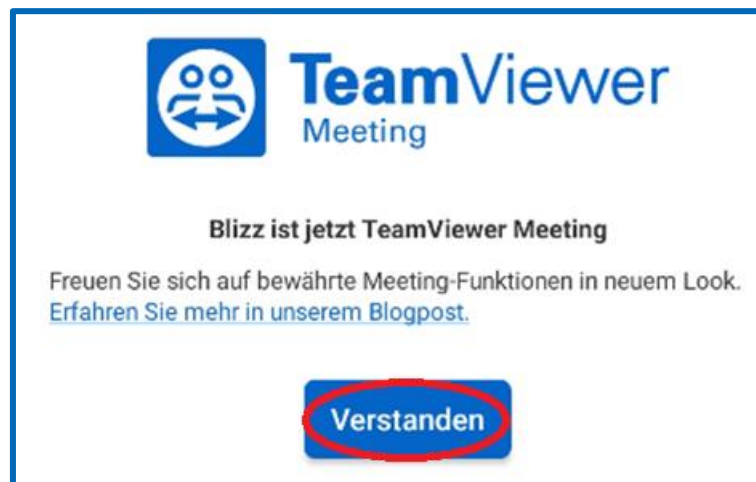 TeamViewer
Meeting
Blizz ist jetzt TeamViewer Meeting
Freuen Sie sich auf bewährte Meeting-Funktionen in neuem Look.
Erfahren Sie mehr in unserem Blogpost.
Verstanden